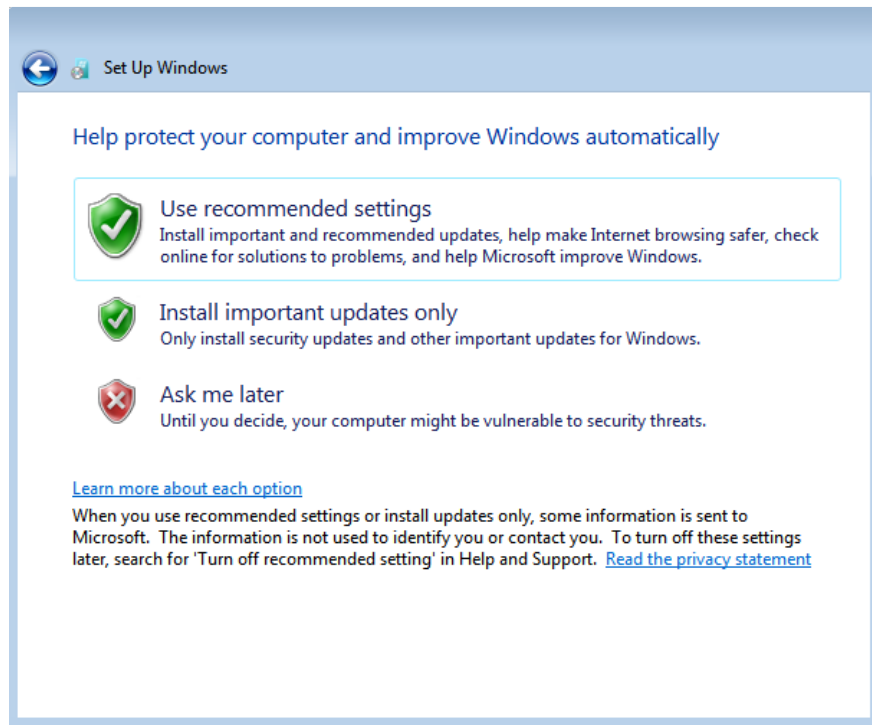 Set Up Windows
Help protect your computer and improve Windows automatically
Use recommended settings
Install important and recommended updates, help make Internet browsing safer, check
online for solutions to problems, and help Microsoft improve Windows.
Install important updates only
Only install security updates and other important updates for Windows.
Ask me later
Until you decide, your computer might be vulnerable to security threats.
Learn more about each option
When you use recommended settings or install updates only, some information is sent to
Microsoft. The information is not used to identify you or contact you. To turn off these settings
later, search for 'Turn off recommended setting' in Help and Support. Read the privacy statement